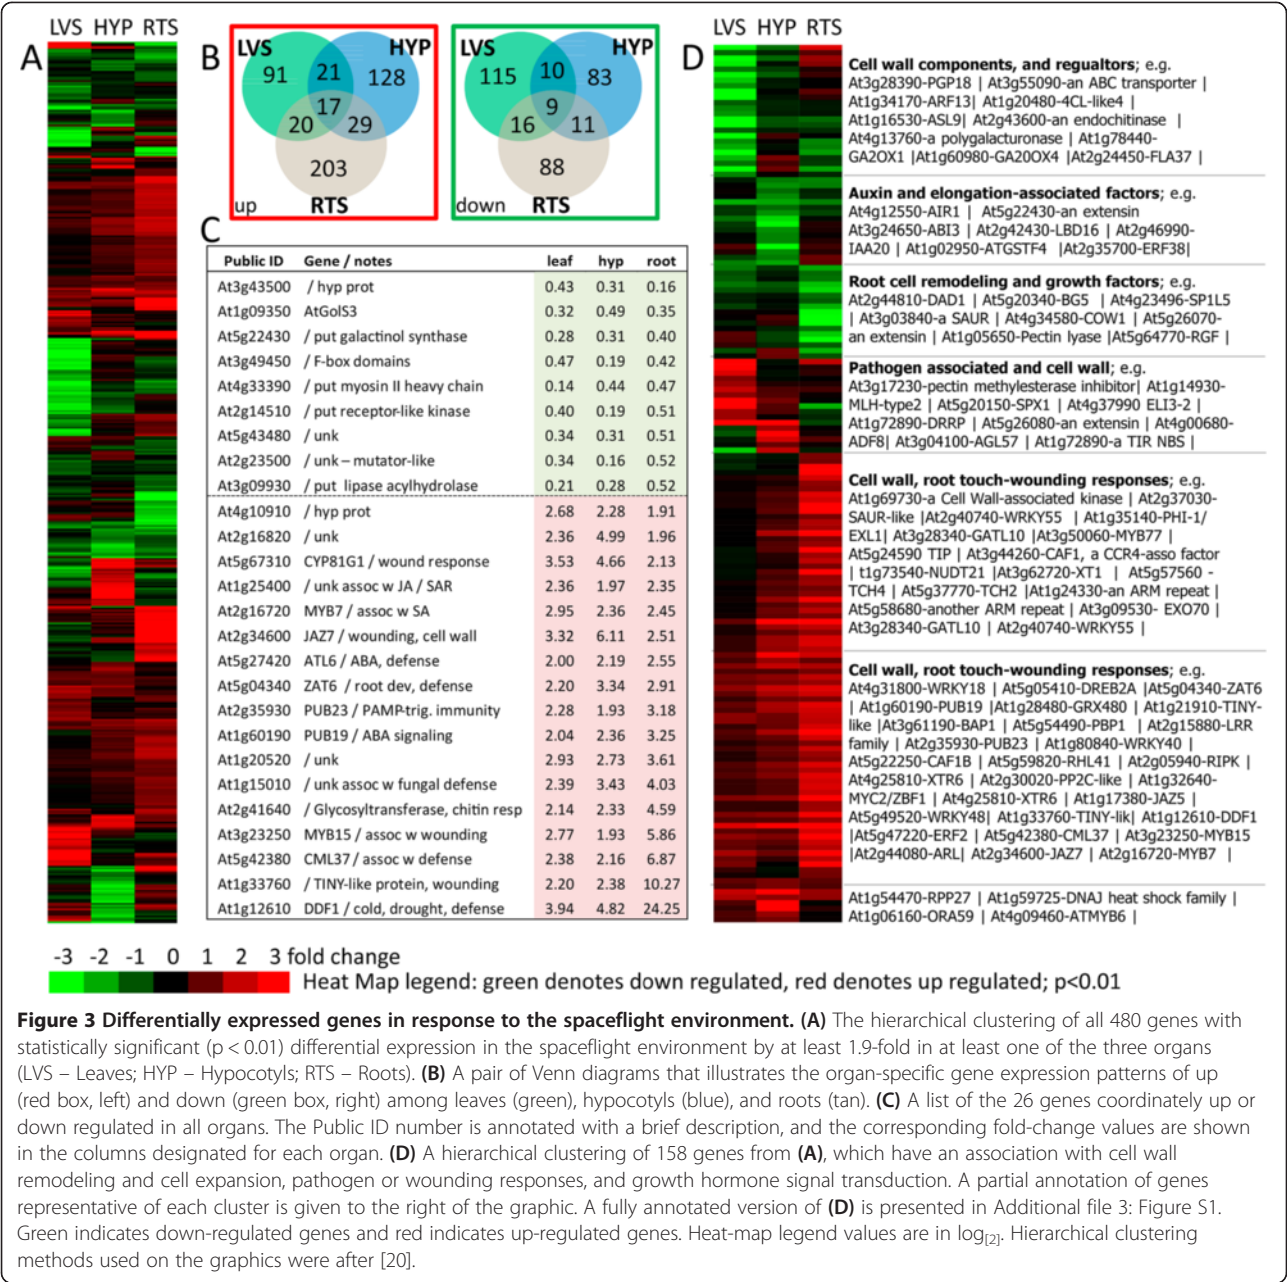 A
LVS HYP RTS
B
LVS
HYP
91
21
128
17
20
29
203
up
RTS
LVS
HYP
115
10
83
9
16
11
88
down
RTS
C
Public ID Gene / notes leaf hyp root
At3g43500 / hyp prot 0.43 0.31 0.16
At1g09350 AtGolS3 0.32 0.49 0.35
At5g22430 / put galactinol synthase 0.28 0.31 0.40
At3g49450 / F-box domains 0.47 0.19 0.42
At4g33390 / put myosin II heavy chain 0.14 0.44 0.47
At2g14510 / put receptor-like kinase 0.40 0.19 0.51
At5g43480 / unk 0.34 0.31 0.51
At2g23500 / unk – mutator-like 0.34 0.16 0.52
At3g09930 / put lipase acylhydrolase 0.21 0.28 0.52
At4g10910 / hyp prot 2.68 2.28 1.91
At2g16820 / unk 2.36 4.99 1.96
At5g67310 CYP81G1 / wound response 3.53 4.66 2.13
At1g25400 / unk assoc w JA / SAR 2.36 1.97 2.35
At2g16720 MYB7 / assoc w SA 2.95 2.36 2.45
At2g34600 JAZ7 / wounding, cell wall 3.32 6.11 2.51
At5g27420 ATL6 / ABA, defense 2.00 2.19 2.55
At5g04340 ZAT6 / root dev, defense 2.20 3.34 2.91
At2g35930 PUB23 / PAMP-trig. immunity 2.28 1.93 3.18
At1g60190 PUB19 / ABA signaling 2.04 2.36 3.25
At1g20520 / unk 2.93 2.73 3.61
At1g15010 / unk assoc w fungal defense 2.39 3.43 4.03
At2g41640 / Glycosyltransferase, chitin resp 2.14 2.33 4.59
At3g23250 MYB15 / assoc w wounding 2.77 1.93 5.86
At5g42380 CML37 / assoc w defense 2.38 2.16 6.87
At1g33760 / TINY-like protein, wounding 2.20 2.38 10.27
At1g12610 DDF1 / cold, drought, defense 3.94 4.82 24.25
D
LVS HYP RTS
Cell wall components, and regualtors; e.g.
At3g28390-PGP18 | At3g55090-an ABC transporter |
At1g34170-ARF13| At1g20480-4CL-like4 |
At1g16530-ASL9| At2g43600-an endochitinase |
At4g13760-a polygalacturonase | At1g78440-
GA2OX1 |At1g60980-GA20OX4 |At2g24450-FLA37 |
Auxin and elongation-associated factors; e.g.
At4g12550-AIR1 | At5g22430-an extensin
At3g24650-ABI3 | At2g42430-LBD16 | At2g46990-
IAA20 | At1g02950-ATGSTF4 |At2g35700-ERF38|
Root cell remodeling and growth factors; e.g.
At2g44810-DAD1 | At5g20340-BG5 | At4g23496-SP1L5
| At3g03840-a SAUR | At4g34580-COW1 | At5g26070-
an extensin | At1g05650-Pectin lyase |At5g64770-RGF |
Pathogen associated and cell wall; e.g.
At3g17230-pectin methylesterase inhibitor| At1g14930-
MLH-type2 | At5g20150-SPX1 | At4g37990 ELI3-2 |
At1g72890-DRRP | At5g26080-an extensin | At4g00680-
ADF8| At3g04100-AGL57 | At1g72890-a TIR NBS |
Cell wall, root touch-wounding responses; e.g.
At1g69730-a Cell Wall-associated kinase | At2g37030-
SAUR-like |At2g40740-WRKY55 | At1g35140-PHI-1/
EXL1| At3g28340-GATL10 |At3g50060-MYB77 |
At5g24590 TIP | At3g44260-CAF1, a CCR4-asso factor
| t1g73540-NUDT21 |At3g62720-XT1 | At5g57560 -
TCH4 | At5g37770-TCH2 |At1g24330-an ARM repeat |
At5g58680-another ARM repeat | At3g09530- EXO70 |
At3g28340-GATL10 | At2g40740-WRKY55 |
Cell wall, root touch-wounding responses; e.g.
At4g31800-WRKY18 | At5g05410-DREB2A |At5g04340-ZAT6
| At1g60190-PUB19 |At1g28480-GRX480 | At1g21910-TINY-
like |At3g61190-BAP1 | At5g54490-PBP1 | At2g15880-LRR
family | At2g35930-PUB23 | At1g80840-WRKY40 |
At5g22250-CAF1B | At5g59820-RHL41 | At2g05940-RIPK |
At4g25810-XTR6 | At2g30020-PP2C-like | At1g32640-
MYC2/ZBF1 | At4g25810-XTR6 | At1g17380-JAZ5 |
At5g49520-WRKY48| At1g33760-TINY-lik| At1g12610-DDF1
|At5g47220-ERF2 | At5g42380-CML37 | At3g23250-MYB15
|At2g44080-ARL| At2g34600-JAZ7 | At2g16720-MYB7 |
At1g54470-RPP27 | At1g59725-DNAJ heat shock family |
At1g06160-ORA59 | At4g09460-ATMYB6 |
-3 -2 -1 0 1 2 3 fold change
Heat Map legend: green denotes down regulated, red denotes up regulated; p<0.01
Figure 3 Differentially expressed genes in response to the spaceflight environment. (A) The hierarchical clustering of all 480 genes with
statistically significant (p < 0.01) differential expression in the spaceflight environment by at least 1.9-fold in at least one of the three organs
(LVS – Leaves; HYP – Hypocotyls; RTS – Roots). (B) A pair of Venn diagrams that illustrates the organ-specific gene expression patterns of up
(red box, left) and down (green box, right) among leaves (green), hypocotyls (blue), and roots (tan). (C) A list of the 26 genes coordinately up or
down regulated in all organs. The Public ID number is annotated with a brief description, and the corresponding fold-change values are shown
in the columns designated for each organ. (D) A hierarchical clustering of 158 genes from (A), which have an association with cell wall
remodeling and cell expansion, pathogen or wounding responses, and growth hormone signal transduction. A partial annotation of genes
representative of each cluster is given to the right of the graphic. A fully annotated version of (D) is presented in Additional file 3: Figure S1.
Green indicates down-regulated genes and red indicates up-regulated genes. Heat-map legend values are in log[2]. Hierarchical clustering
methods used on the graphics were after [20].